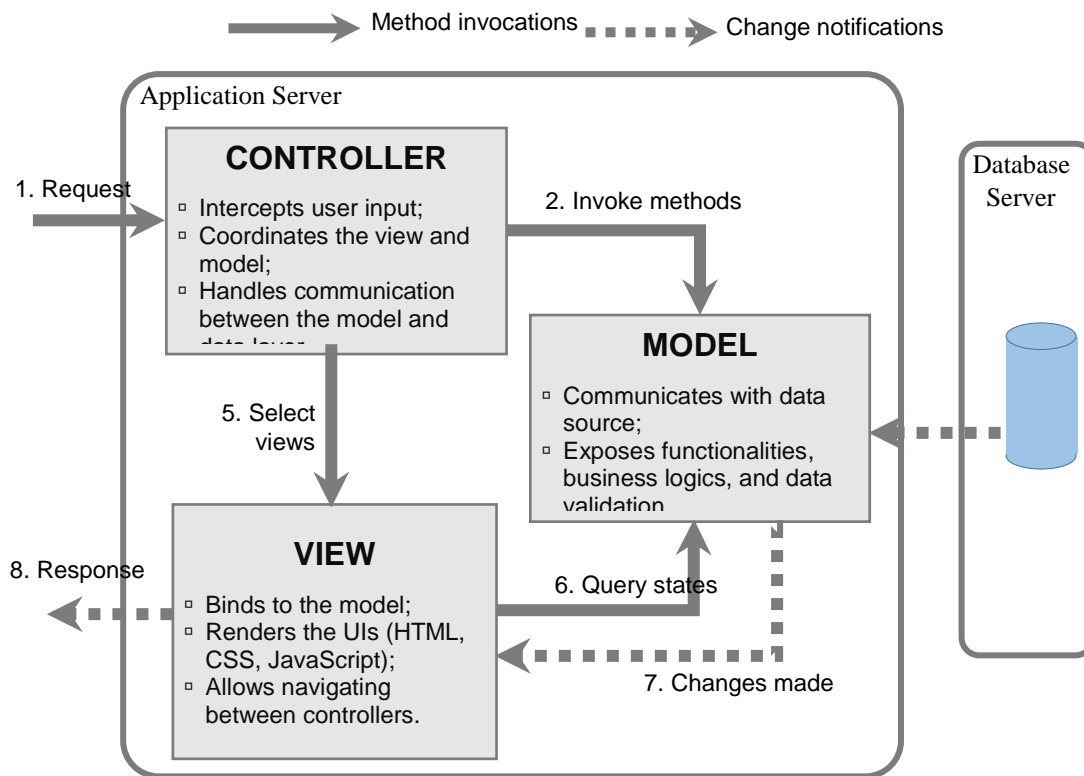 Method invocations
Change notifications
Application Server
CONTROLLER
▫ Intercepts user input;
▫ Coordinates the view and
model;
▫ Handles communication
between the model and
data layer
1. Request
2. Invoke methods
Database
Server
MODEL
▫ Communicates with data
source;
▫ Exposes functionalities,
business logics, and data
validation
5. Select
views
VIEW
▫ Binds to the model;
▫ Renders the UIs (HTML,
CSS, JavaScript);
▫ Allows navigating
between controllers.
8. Response
6. Query states
7. Changes made